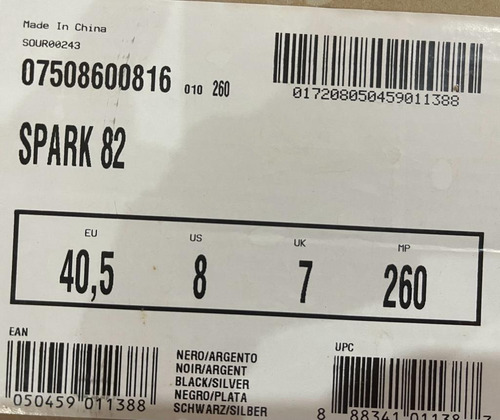 Made In China
SOUR00243
07508600816 010 260
017208050459011388
SPARK 82
EU US UK MP
40,5 8 7 260
EAN
050459 011388
NERO/ARGENTO
NOIR/ARGENT
BLACK/SILVER
NEGRO/PLATA
SCHWARZ/SILBER
UPC
8 88341 01138 7